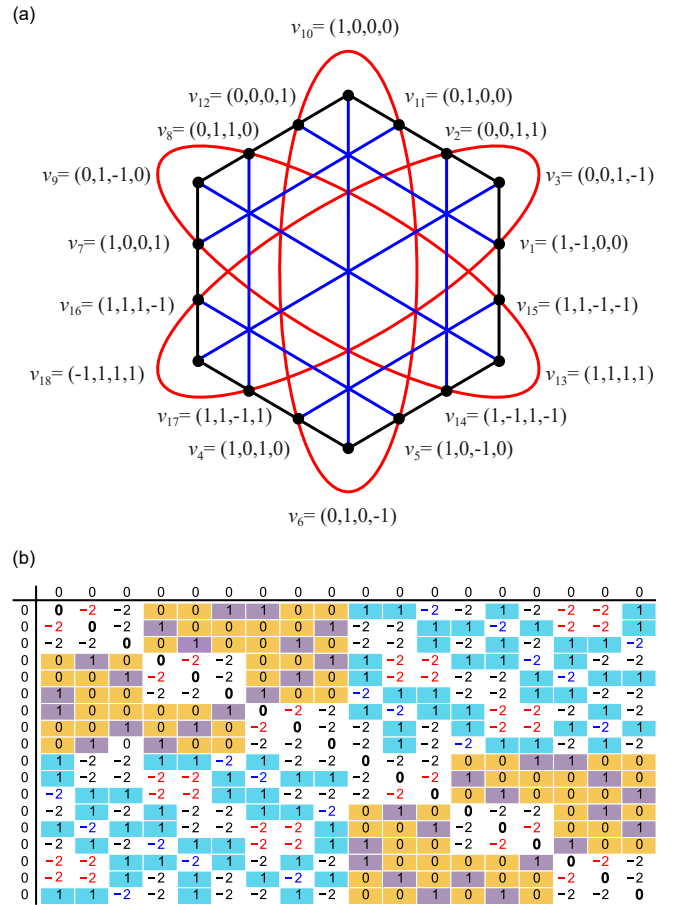 (a)
v10= (1,0,0,0)
v12= (0,0,0,1)
v11= (0,1,0,0)
v8= (0,1,1,0)
v2= (0,0,1,1)
v9= (0,1,-1,0)
v3= (0,0,1,-1)
v7= (1,0,0,1)
v1= (1,-1,0,0)
v16= (1,1,1,-1)
v15= (1,1,-1,-1)
v18= (-1,1,1,1)
v13= (1,1,1,1)
v17= (1,1,-1,1)
v14= (1,-1,1,-1)
v4= (1,0,1,0)
v5= (1,0,-1,0)
v6= (0,1,0,-1)
(b)
0 0 0 0 0 0 0 0 0 0 0 0 0 0 0 0 0 0
0 0 -2 -2 0 0 1 1 0 0 1 1 -2 -2 1 -2 -2 -2 1
0 -2 0 -2 1 0 0 0 0 1 -2 -2 1 1 -2 1 -2 -2 1
0 -2 -2 0 0 1 0 0 1 0 -2 -2 1 -2 1 -2 1 1 -2
0 0 1 0 0 -2 -2 0 0 1 1 -2 -2 1 1 -2 1 -2 -2
0 0 0 1 -2 0 -2 0 1 0 1 -2 -2 -2 -2 1 -2 1 1
0 1 0 0 -2 -2 0 1 0 0 -2 1 1 -2 -2 1 1 -2 -2
0 1 0 0 0 0 1 0 -2 -2 1 -2 1 1 -2 -2 -2 1 -2
0 0 0 1 0 1 0 -2 0 -2 -2 1 -2 1 -2 -2 1 -2 1
0 0 1 0 1 0 0 -2 -2 0 -2 1 -2 -2 1 1 -2 1 -2
0 1 -2 -2 1 1 -2 1 -2 -2 0 -2 -2 0 0 1 1 0 0
0 1 -2 -2 -2 -2 1 -2 1 1 -2 0 -2 1 0 0 0 1 0
0 -2 1 1 -2 -2 1 1 -2 -2 -2 -2 0 0 1 0 0 0 1
0 -2 1 -2 1 -2 -2 1 1 -2 0 1 0 0 -2 -2 0 1 0
0 1 -2 1 1 -2 -2 -2 -2 1 0 0 1 -2 0 -2 0 0 1
0 -2 1 -2 -2 1 1 -2 -2 1 1 0 0 -2 -2 0 1 0 0
0 -2 -2 1 1 -2 1 -2 1 -2 1 0 0 0 0 1 0 -2 -2
0 -2 -2 1 -2 1 -2 1 -2 1 0 1 0 1 0 0 -2 0 -2
0 1 1 -2 -2 1 -2 -2 1 -2 0 0 1 0 1 0 -2 -2 0